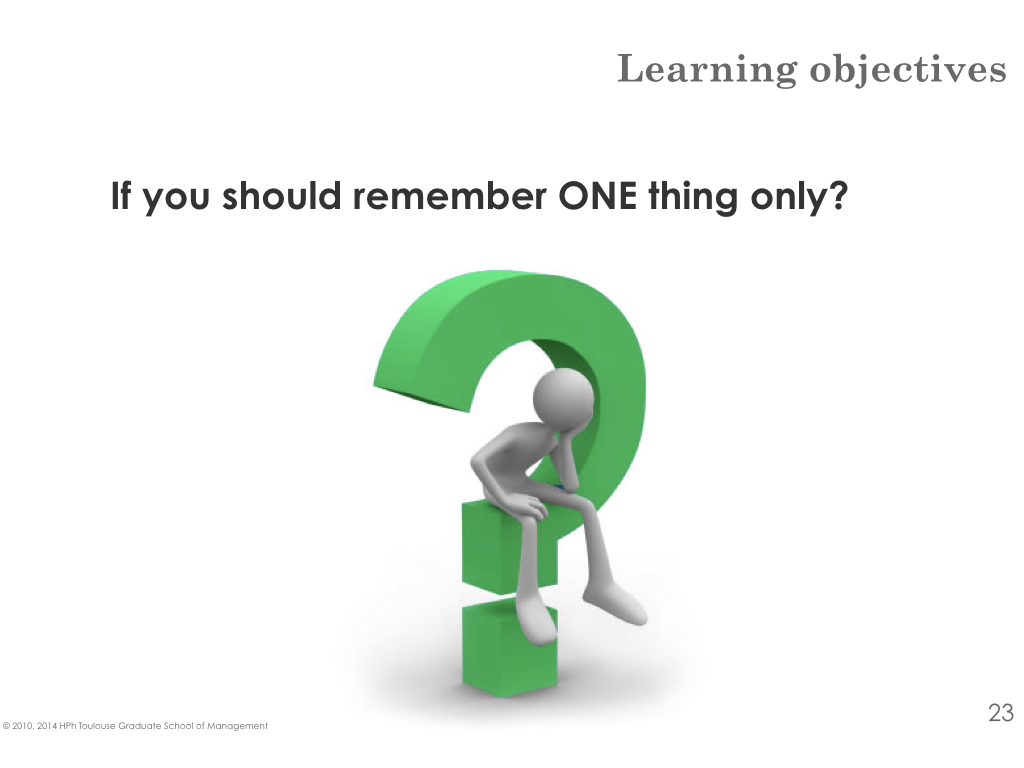 Learning objectives
If you should remember ONE thing only?
© 2010, 2014 HPh Toulouse Graduate School of Management
23